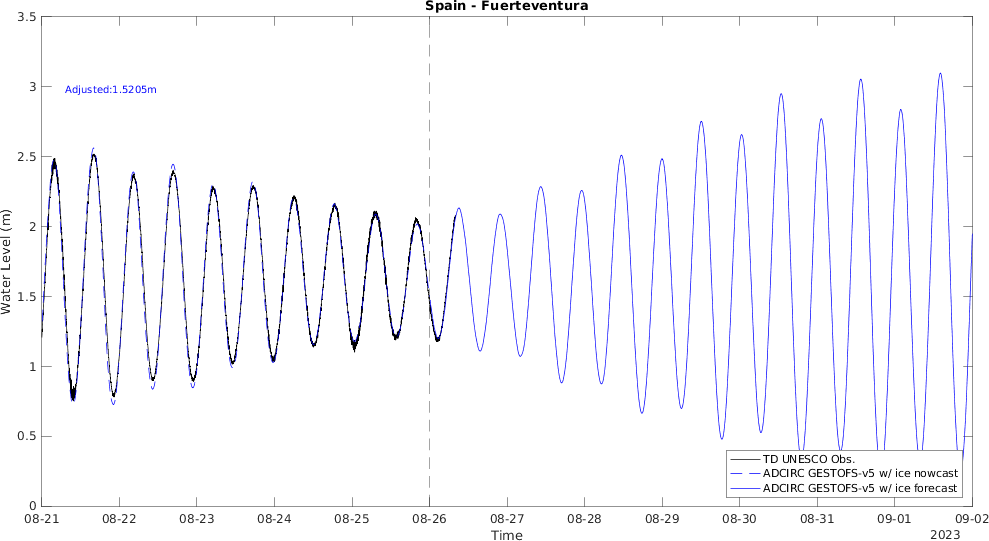 Spain - Fuerteventura
3.5
3
2.5
2
1.5
1
0.5
0
Water Level (m)
Adjusted:1.5205m
TD UNESCO Obs.
ADCIRC GESTOFS-v5 w/ ice nowcast
ADCIRC GESTOFS-v5 w/ ice forecast
08-21 08-22 08-23 08-24 08-25 08-26 08-27 08-28 08-29 08-30 08-31 09-01 09-02
Time
2023